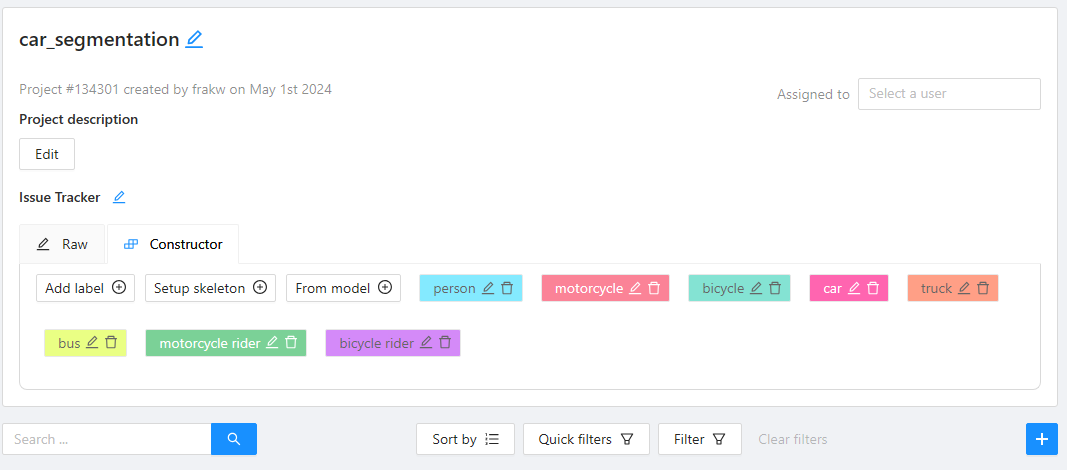 car_segmentation
Project #134301 created by frakw on May 1st 2024
Assigned to Select a user
Project description
Edit
Issue Tracker
Raw Constructor
Add label Setup skeleton From model person motorcycle bicycle car truck
bus motorcycle rider bicycle rider
Search ... Sort by Quick filters Filter Clear filters